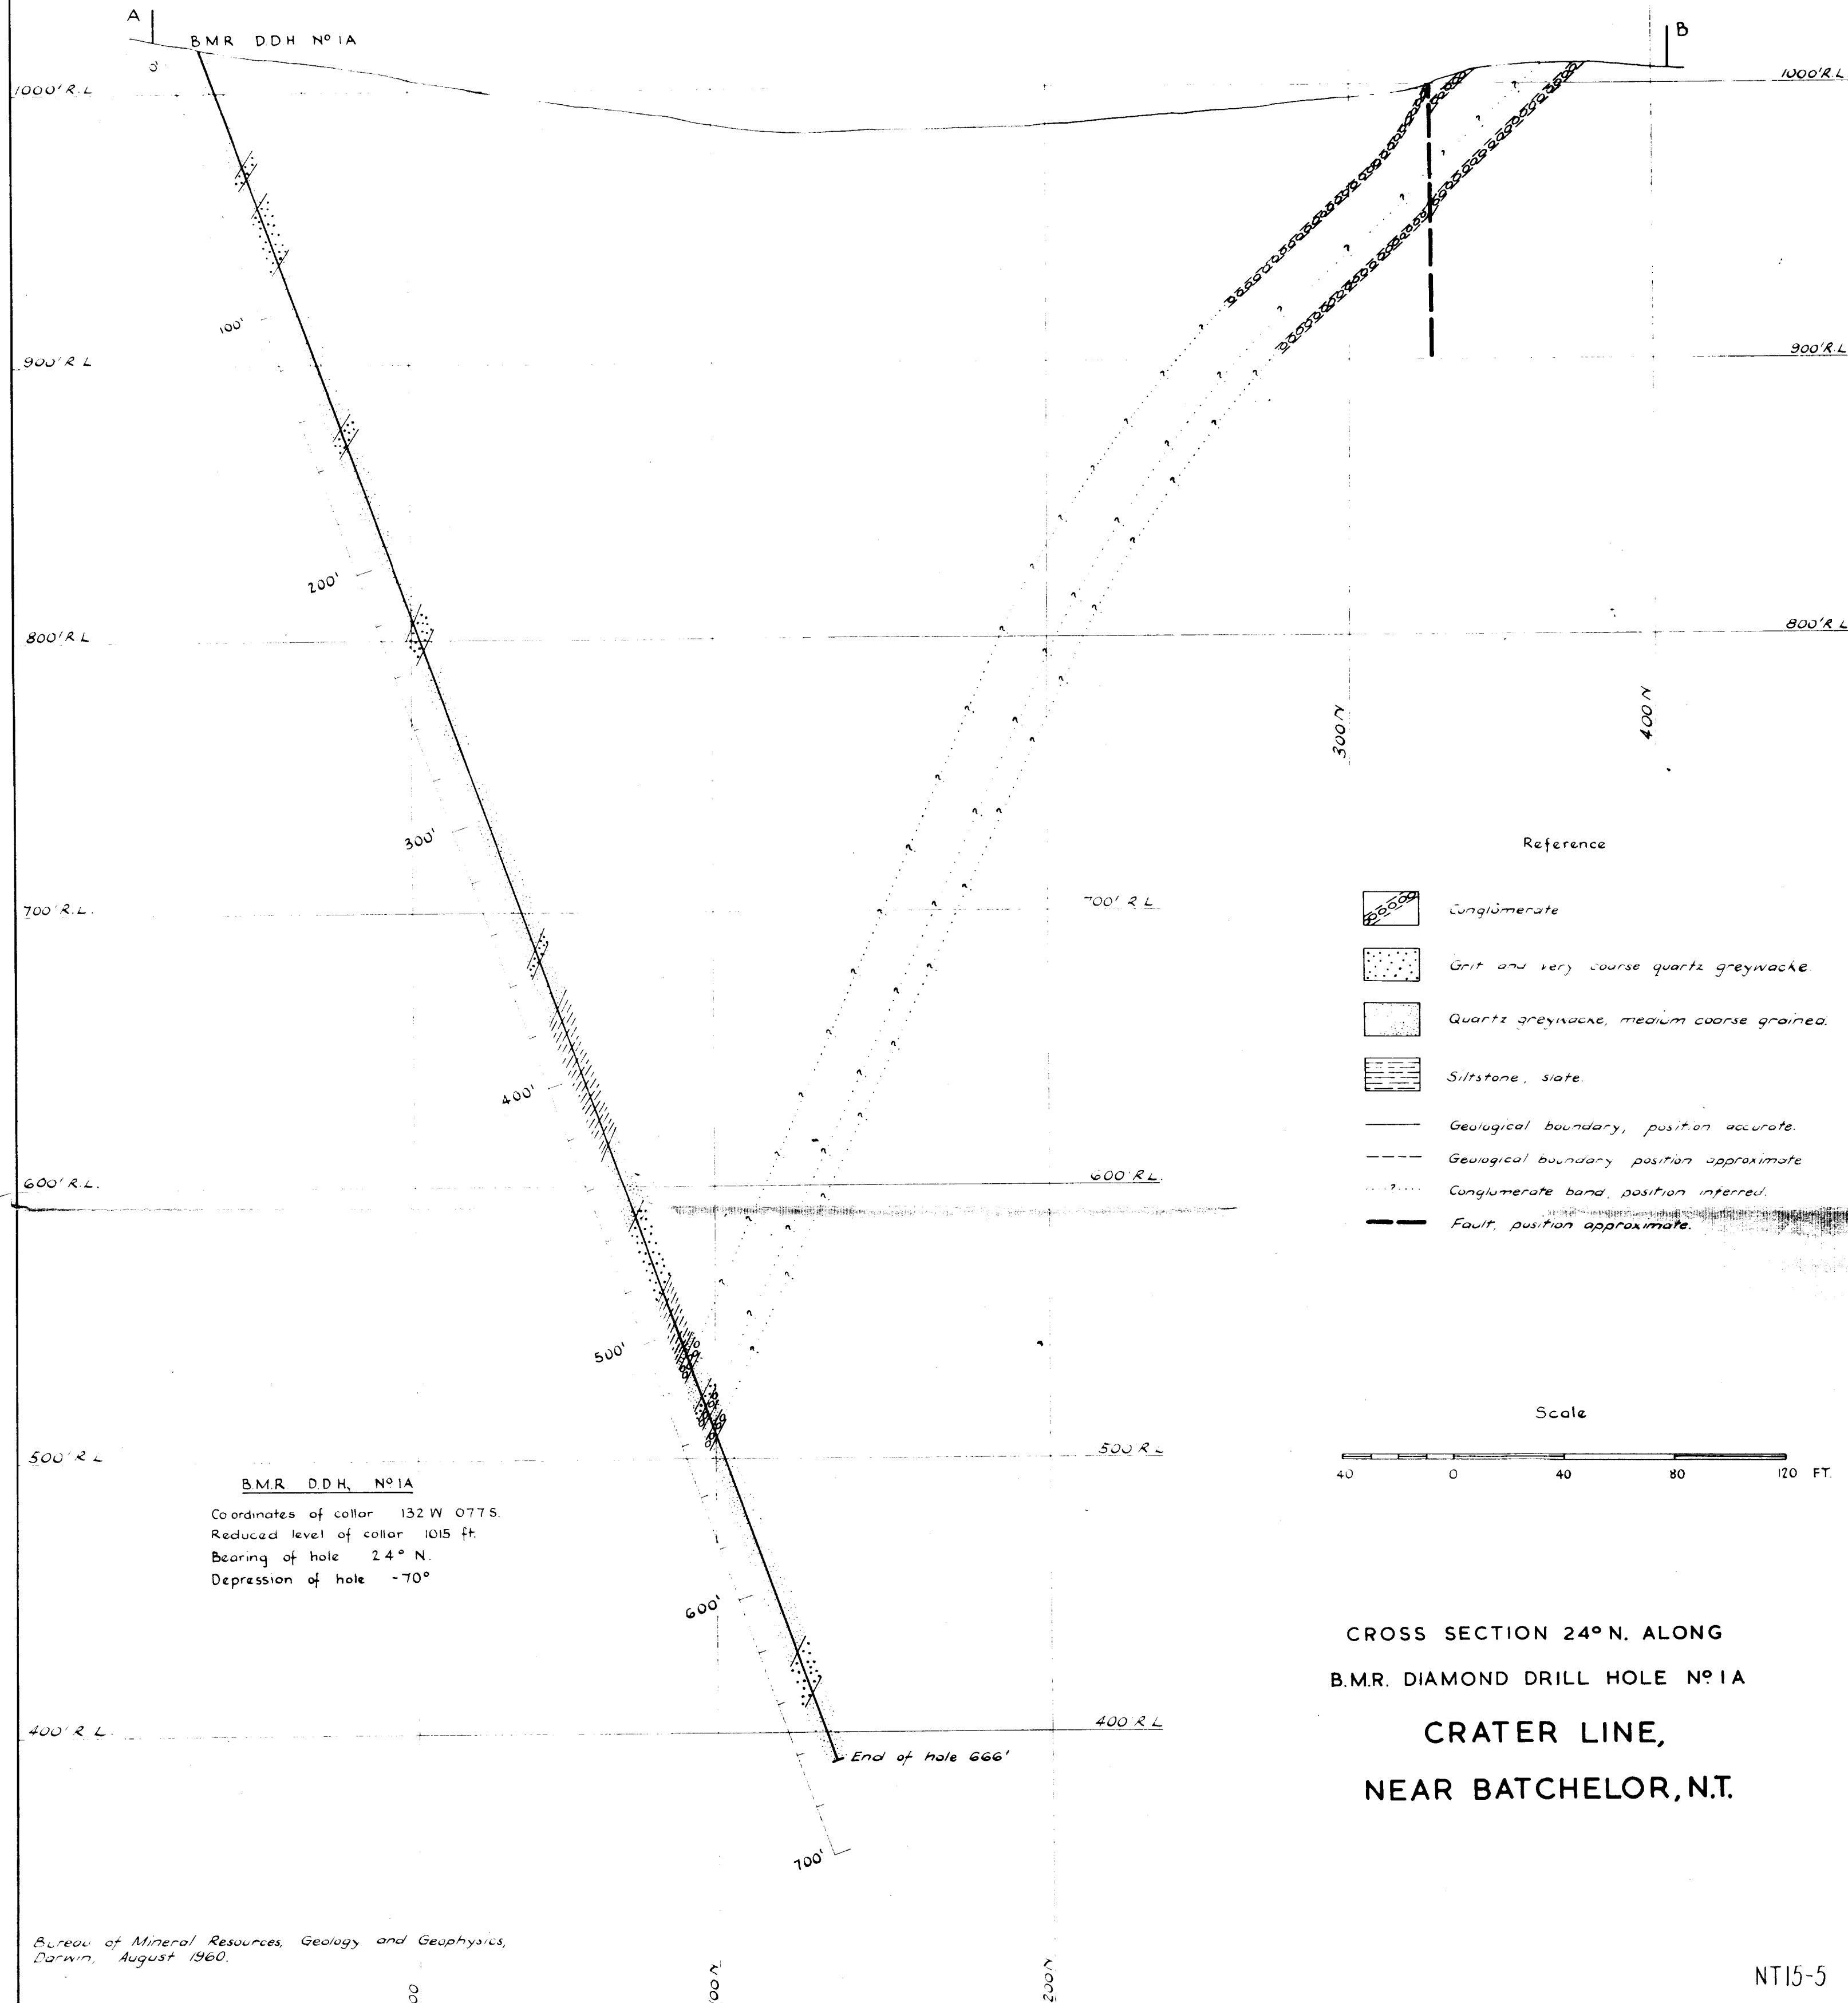 A
B
BMR DDH Nº 1A
0'
1000' R.L
1000' R.L
100'
900' R L
900' R.L
200'
800' R L
800' R L
300 N
400 N
300'
700' R.L.
700' R L
400'
600' R.L.
600' R.L.
500'
500' R L
500 R L
600'
400' R L.
400' R L
End of hole 666'
700'
Reference
Conglomerate
Grit and very coarse quartz greywacke.
Quartz greywacke, medium coarse grained.
Siltstone, slate.
Geological boundary, position accurate.
Geological boundary position approximate
..?....
Conglomerate band, position inferred.
Fault, position approximate.
Scale
40 0 40 80 120 FT.
B.M.R D.D H, Nº 1A
Co ordinates of collar 132 W 077 S.
Reduced level of collar 1015 ft.
Bearing of hole 24° N.
Depression of hole -70°
CROSS SECTION 24° N. ALONG
B.M.R. DIAMOND DRILL HOLE Nº 1A
CRATER LINE,
NEAR BATCHELOR, N.T.
Bureau of Mineral Resources, Geology and Geophysics,
Darwin, August 1960.
00
00 N
200 N
NT15-5